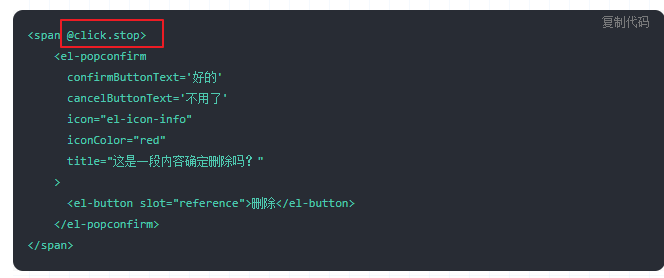 复制代码
<span @click.stop>
<el-popconfirm
confirmButtonText='好的'
cancelButtonText='不用了'
icon="el-icon-info"
iconColor="red"
title="这是一段内容确定删除吗？"
>
<el-button slot="reference">删除</el-button>
</el-popconfirm>
</span>